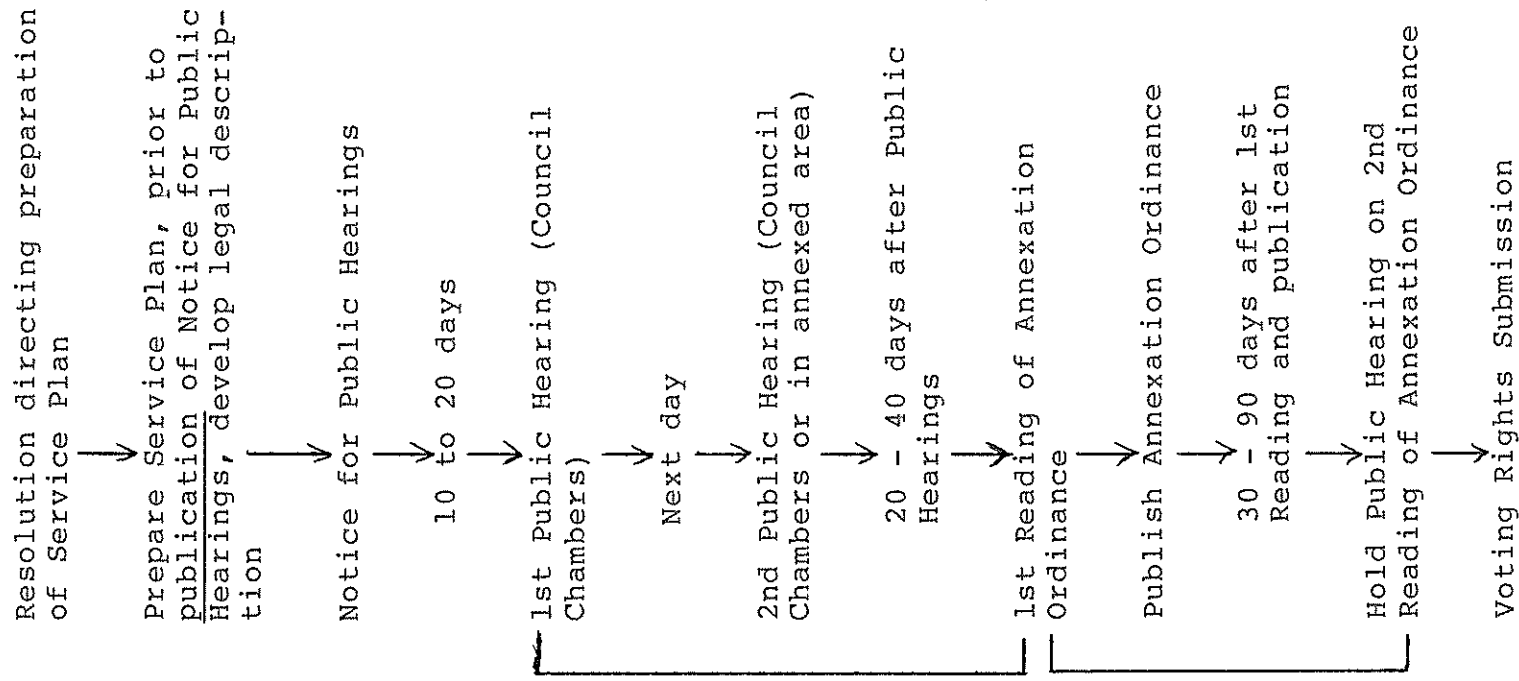 Resolution directing preparation
of Service Plan
Prepare Service Plan, prior to
publication of Notice for Public
Hearings, develop legal descrip-
tion
Notice for Public Hearings
10 to 20 days
1st Public Hearing (Council
Chambers)
Next day
2nd Public Hearing (Council
Chambers or in annexed area)
20 - 40 days after Public
Hearings
1st Reading of Annexation
Ordinance
Publish Annexation Ordinance
30 - 90 days after 1st
Reading and publication
Hold Public Hearing on 2nd
Reading of Annexation Ordinance
Voting Rights Submission